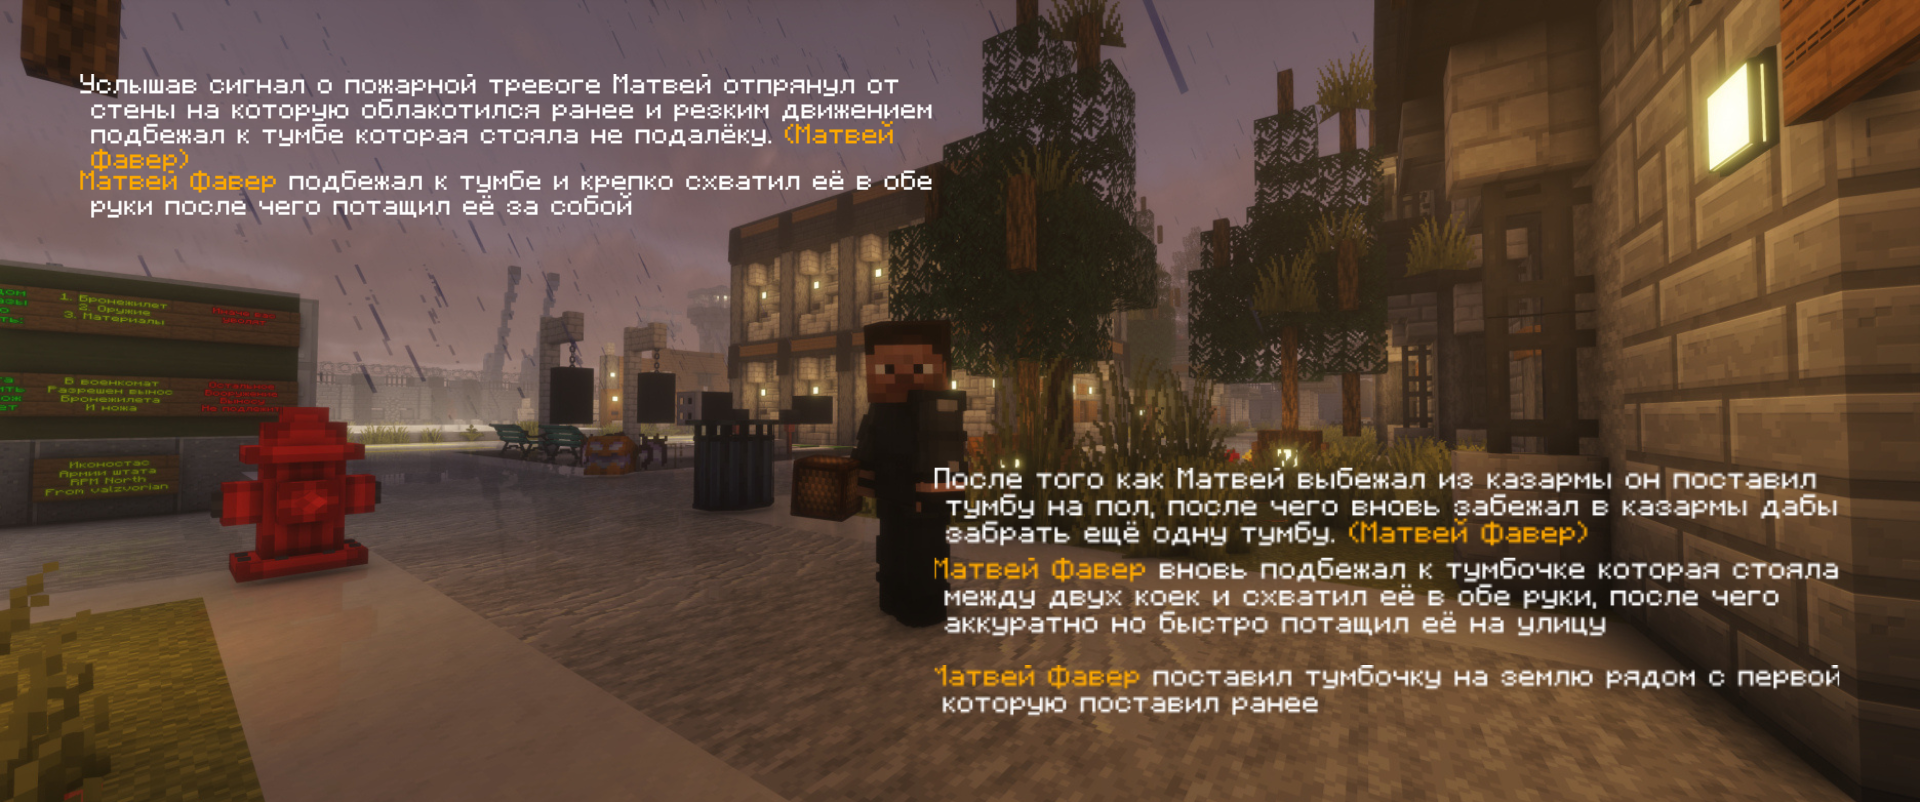 Услышав сигнал о пожарной тревоге Матвей отпрянул от
стены на которую облакотился ранее и резким движением
подбежал к тумбе которая стояла не подалёку. (Матвей
Фавер)
Матвей Фавер подбежал к тумбе и крепко схватил её в обе
руки после чего потащил её за собой
1. Бронежилет
2. Оружие
3. Материалы
В военкомат
Разрешен вынос
Бронежилета
И ножа
Иконостас
Армии штата
RPM North
From valzvorian
После того как Матвей выбежал из казармы он поставил
тумбу на пол, после чего вновь забежал в казармы дабы
забрать ещё одну тумбу. (Матвей Фавер)
Матвей Фавер вновь подбежал к тумбочке которая стояла
между двух коек и схватил её в обе руки, после чего
аккуратно но быстро потащил её на улицу
Матвей Фавер поставил тумбочку на землю рядом с первой
которую поставил ранее